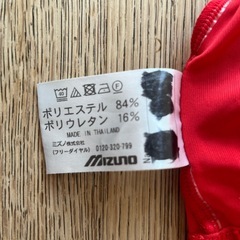 ポリエステル 84%
ポリウレタン 16%
MADE IN THAILAND
ミズノ株式会社
(フリーダイヤル) 0120-320-799
MIZUNO